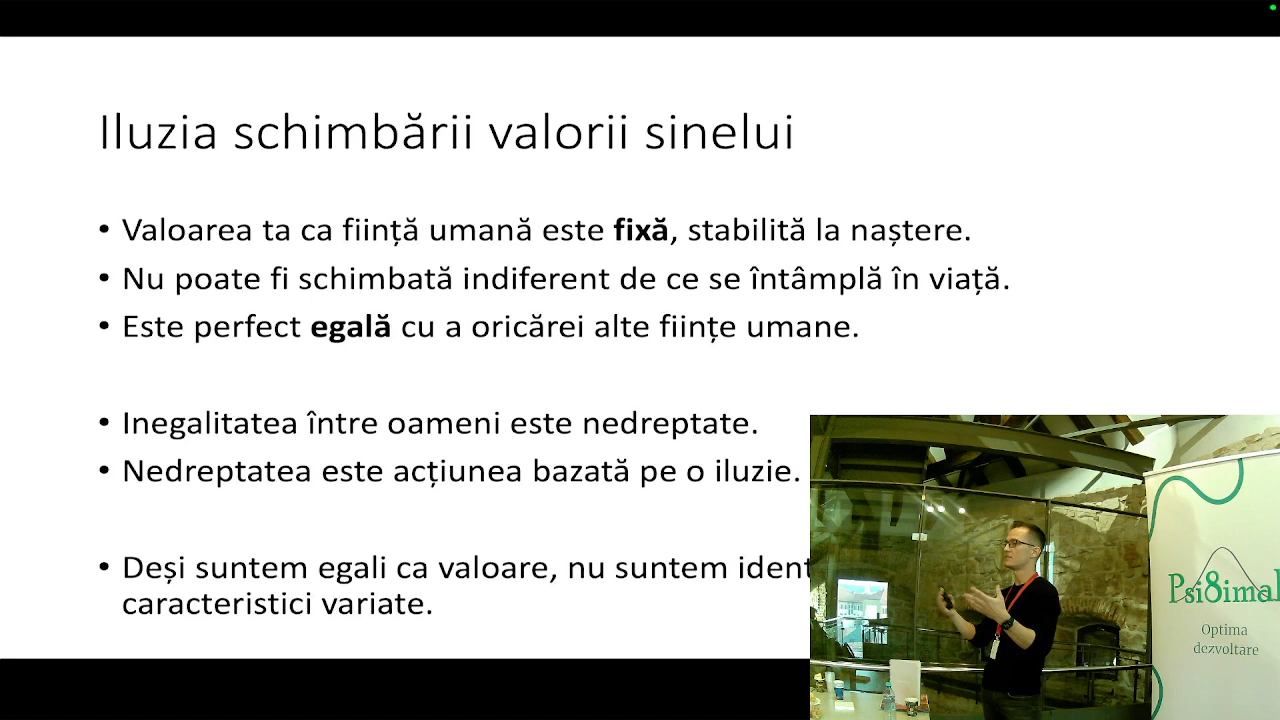 Iluzia schimbării valorii sinelui
• Valoarea ta ca ființă umană este fixă, stabilită la naștere.
• Nu poate fi schimbată indiferent de ce se întâmplă în viață.
• Este perfect egală cu a oricărei alte ființe umane.
• Inegalitatea între oameni este nedreptate.
• Nedreptatea este acțiunea bazată pe o iluzie.
• Deși suntem egali ca valoare, nu suntem ident
caracteristici variate.
Psi8imal
Optima
dezvoltare